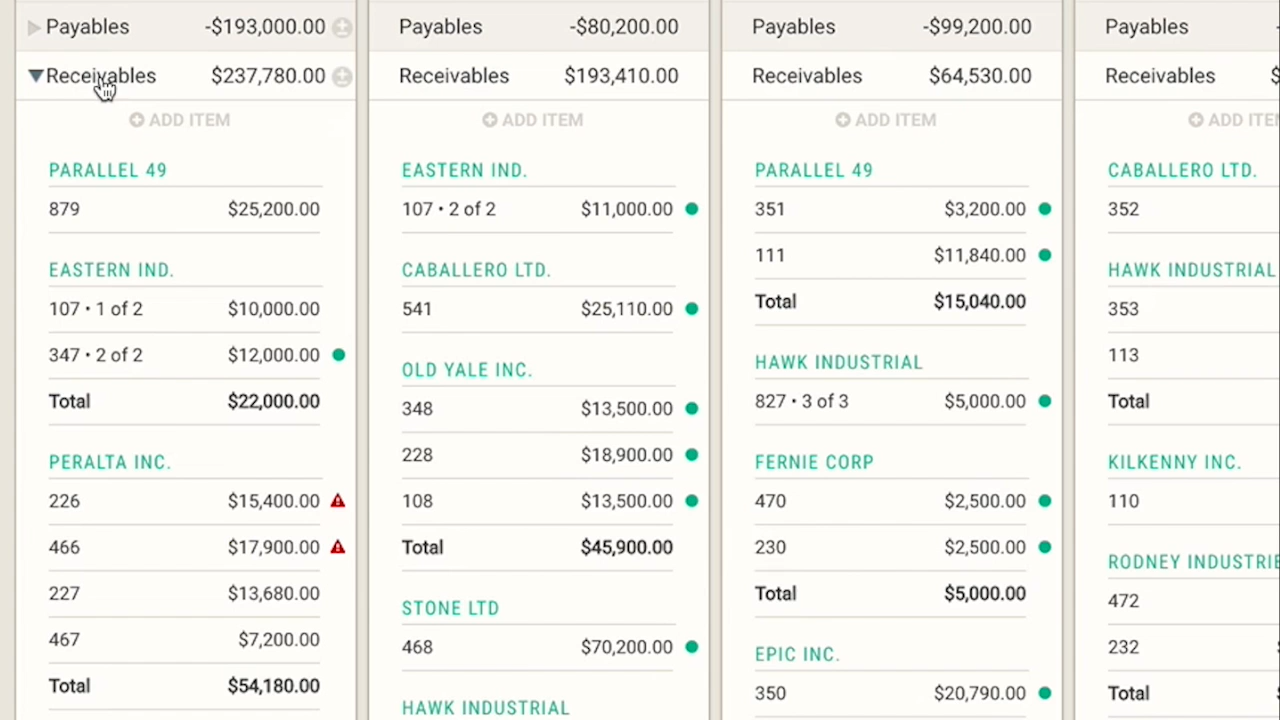 Payables -$193,000.00
Receivables $237,780.00
ADD ITEM
PARALLEL 49
879 $25,200.00
EASTERN IND.
107 • 1 of 2 $10,000.00
347 • 2 of 2 $12,000.00
Total $22,000.00
PERALTA INC.
226 $15,400.00
466 $17,900.00
227 $13,680.00
467 $7,200.00
Total $54,180.00
Payables -$80,200.00
Receivables $193,410.00
ADD ITEM
EASTERN IND.
107 • 2 of 2 $11,000.00
CABALLERO LTD.
541 $25,110.00
OLD YALE INC.
348 $13,500.00
228 $18,900.00
108 $13,500.00
Total $45,900.00
STONE LTD
468 $70,200.00
HAWK INDUSTRIAL
Payables -$99,200.00
Receivables $64,530.00
ADD ITEM
PARALLEL 49
351 $3,200.00
111 $11,840.00
Total $15,040.00
HAWK INDUSTRIAL
827 • 3 of 3 $5,000.00
FERNIE CORP
470 $2,500.00
230 $2,500.00
Total $5,000.00
EPIC INC.
350 $20,790.00
Payables
Receivables
ADD ITE
CABALLERO LTD.
352
HAWK INDUSTRIAL
353
113
Total
KILKENNY INC.
110
RODNEY INDUSTRIE
472
232
Total